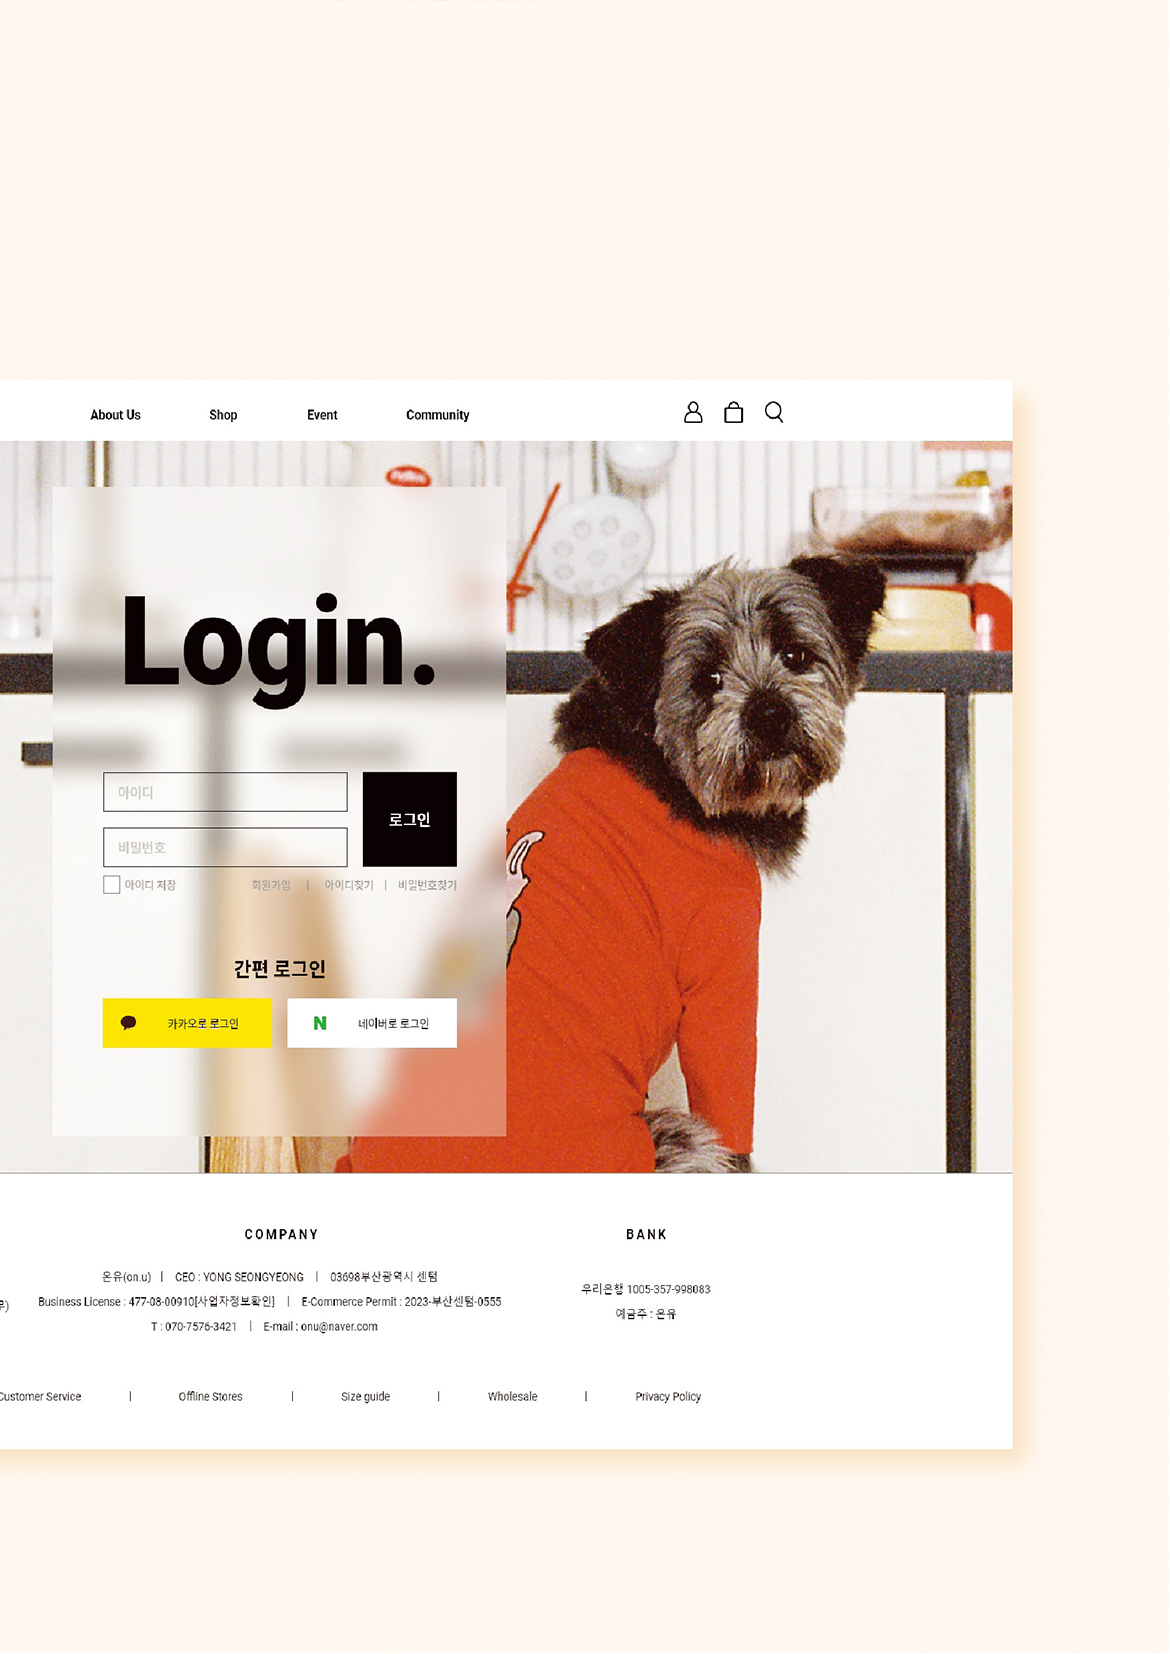 About Us Shop Event Community
Login.
아이디
로그인
비밀번호
아이디 저장 회원가입 | 아이디찾기 | 비밀번호찾기
간편 로그인
카카오로 로그인 N 네이버로 로그인
COMPANY BANK
온유(on.u) | CEO : YONG SEONGYEONG | 03698부산광역시 센텀
우리은행 1005-357-998083
Business License : 477-08-00910[사업자정보확인] | E-Commerce Permit : 2023-부산센텀-0555
예금주 : 온유
T : 070-7576-3421 | E-mail : onu@naver.com
Customer Service | Offline Stores | Size guide | Wholesale | Privacy Policy